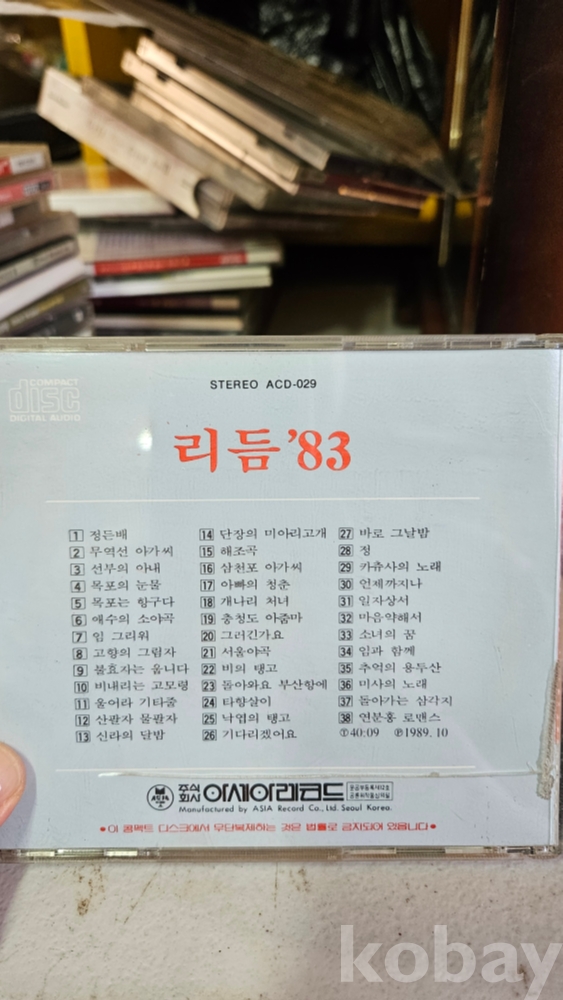 COMPACT
disc
DIGITAL AUDIO
STEREO ACD-029
리듬 '83
1 정든배
2 무역선 아가씨
3 선부의 아내
4 목포의 눈물
5 목포는 항구다
6 애수의 소야곡
7 임 그리워
8 고향의 그림자
9 불효자는 웁니다
10 비내리는 고모령
11 울어라 기타줄
12 산팔자 물팔자
13 신라의 달밤
14 단장의 미아리고개
15 해조곡
16 삼천포 아가씨
17 아빠의 청춘
18 개나리 처녀
19 충청도 아줌마
20 그러긴가요
21 서울야곡
22 비의 탱고
23 돌아와요 부산항에
24 타향살이
25 낙엽의 탱고
26 기다리겠어요
27 바로 그날밤
28 정
29 카츄사의 노래
30 언제까지나
31 일자상서
32 마음약해서
33 소녀의 꿈
34 임과 함께
35 추억의 용두산
36 미사의 노래
37 돌아가는 삼각지
38 연분홍 로맨스
Ⓣ40:09 Ⓟ1989.10
주식회사 아세아레코드
Manufactured by ASIA Record Co., Ltd. Seoul Korea.
•이 콤팩트 디스크에서 무단복제하는 것은 법률로 금지되어 있읍니다•
kobay